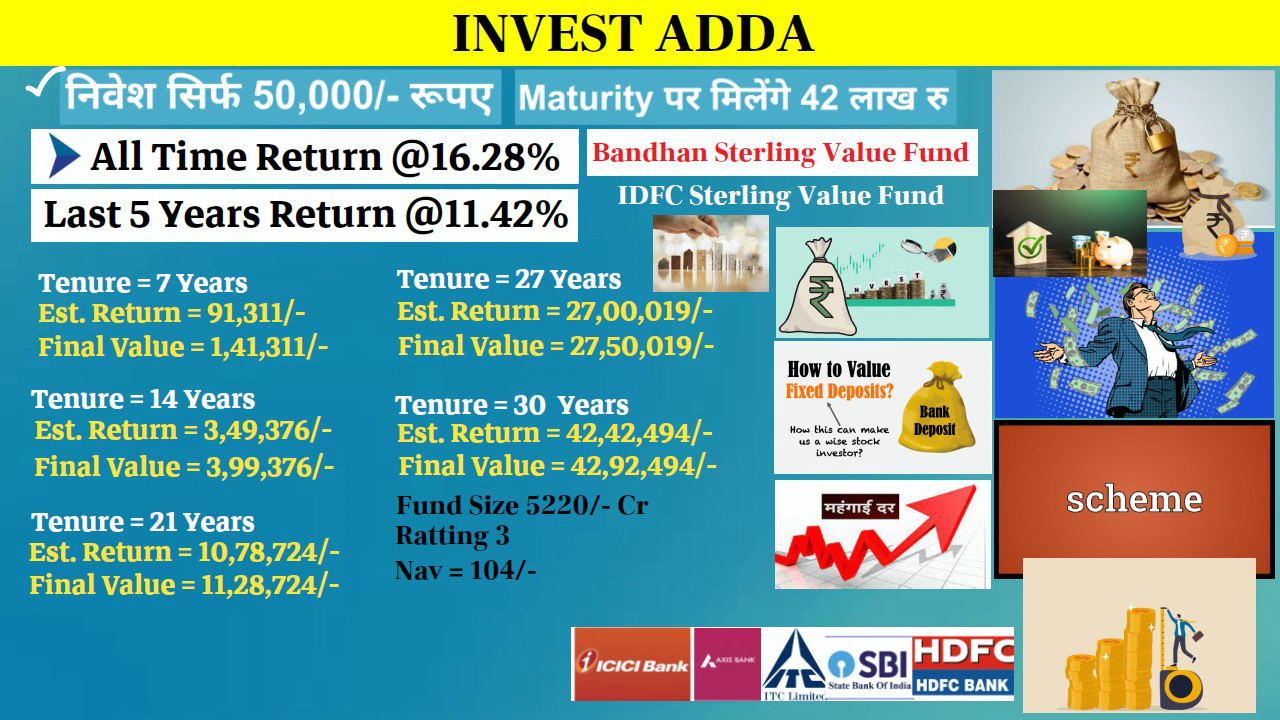 INVEST ADDA
निवेश सिर्फ 50,000/- रूपए
Maturity पर मिलेंगे 42 लाख रु
All Time Return @16.28%
Bandhan Sterling Value Fund
Last 5 Years Return @11.42%
IDFC Sterling Value Fund
Tenure = 7 Years
Est. Return = 91,311/-
Final Value = 1,41,311/-
Tenure = 14 Years
Est. Return = 3,49,376/-
Final Value = 3,99,376/-
Tenure = 21 Years
Est. Return = 10,78,724/-
Final Value = 11,28,724/-
Tenure = 27 Years
Est. Return = 27,00,019/-
Final Value = 27,50,019/-
Tenure = 30 Years
Est. Return = 42,42,494/-
Final Value = 42,92,494/-
Fund Size 5220/- Cr
Ratting 3
Nav = 104/-
INVEST
How to Value
Fixed Deposits?
How this can make
us a wise stock
investor?
Bank
Deposit
महंगाई दर
scheme
ICICI Bank
AXIS BANK
ITC Limited
SBI
State Bank Of India
HDFC
HDFC BANK